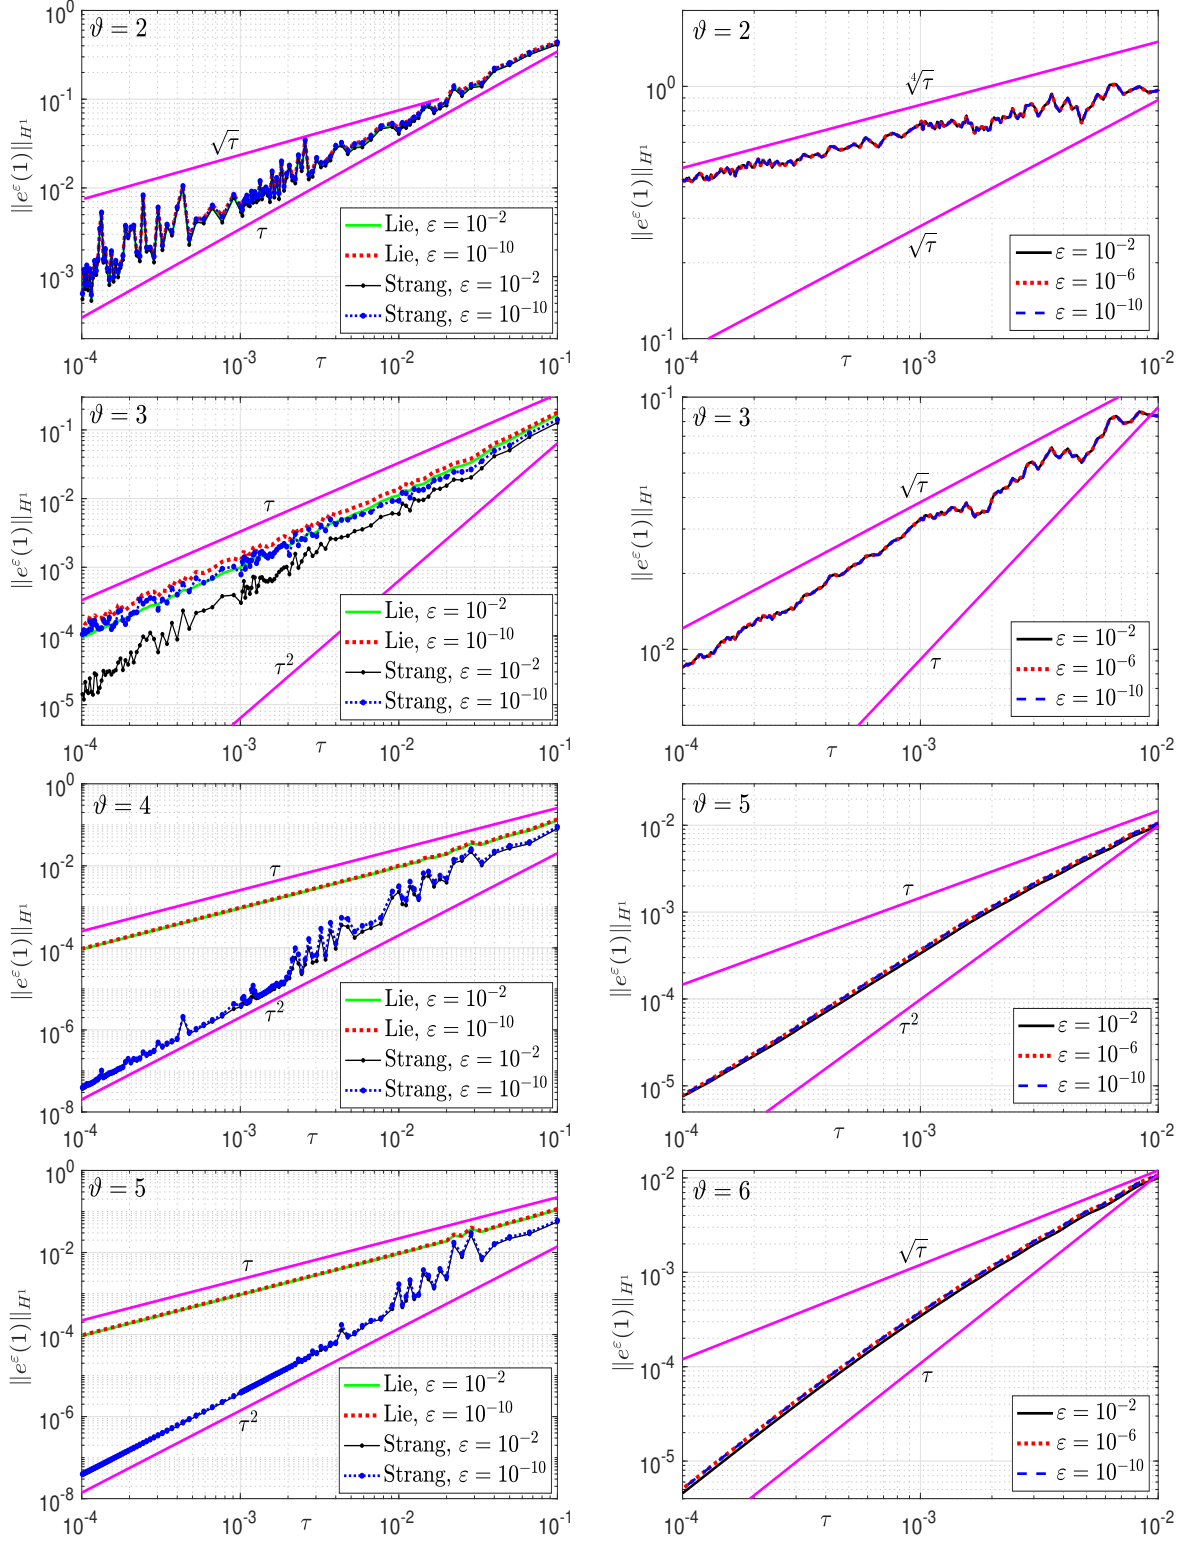 ϑ = 2
10^0
10^-1
10^-2
10^-3
‖e^ε(1)‖_{H^1}
√τ
τ
Lie, ε = 10^-2
Lie, ε = 10^-10
Strang, ε = 10^-2
Strang, ε = 10^-10
10^-4
10^-3
10^-2
10^-1
τ
ϑ = 2
10^0
10^-1
‖e^ε(1)‖_{H^1}
∜τ
√τ
ε = 10^-2
ε = 10^-6
ε = 10^-10
10^-4
10^-3
10^-2
τ
ϑ = 3
10^-1
10^-2
10^-3
10^-4
10^-5
‖e^ε(1)‖_{H^1}
τ
τ^2
Lie, ε = 10^-2
Lie, ε = 10^-10
Strang, ε = 10^-2
Strang, ε = 10^-10
10^-4
10^-3
10^-2
10^-1
τ
ϑ = 3
10^-1
10^-2
‖e^ε(1)‖_{H^1}
√τ
τ
ε = 10^-2
ε = 10^-6
ε = 10^-10
10^-4
10^-3
10^-2
τ
ϑ = 4
10^0
10^-2
10^-4
10^-6
10^-8
‖e^ε(1)‖_{H^1}
τ
τ^2
Lie, ε = 10^-2
Lie, ε = 10^-10
Strang, ε = 10^-2
Strang, ε = 10^-10
10^-4
10^-3
10^-2
10^-1
τ
ϑ = 5
10^-2
10^-3
10^-4
10^-5
‖e^ε(1)‖_{H^1}
τ
τ^2
ε = 10^-2
ε = 10^-6
ε = 10^-10
10^-4
10^-3
10^-2
τ
ϑ = 5
10^0
10^-2
10^-4
10^-6
10^-8
‖e^ε(1)‖_{H^1}
τ
τ^2
Lie, ε = 10^-2
Lie, ε = 10^-10
Strang, ε = 10^-2
Strang, ε = 10^-10
10^-4
10^-3
10^-2
10^-1
τ
ϑ = 6
10^-2
10^-3
10^-4
10^-5
‖e^ε(1)‖_{H^1}
√τ
τ
ε = 10^-2
ε = 10^-6
ε = 10^-10
10^-4
10^-3
10^-2
τ